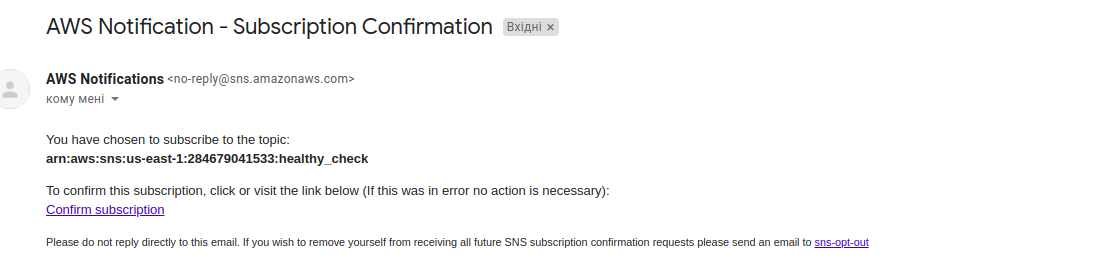 AWS Notification - Subscription Confirmation Вхідні ×
AWS Notifications <no-reply@sns.amazonaws.com>
кому мені
You have chosen to subscribe to the topic:
arn:aws:sns:us-east-1:284679041533:healthy_check
To confirm this subscription, click or visit the link below (If this was in error no action is necessary):
Confirm subscription
Please do not reply directly to this email. If you wish to remove yourself from receiving all future SNS subscription confirmation requests please send an email to sns-opt-out